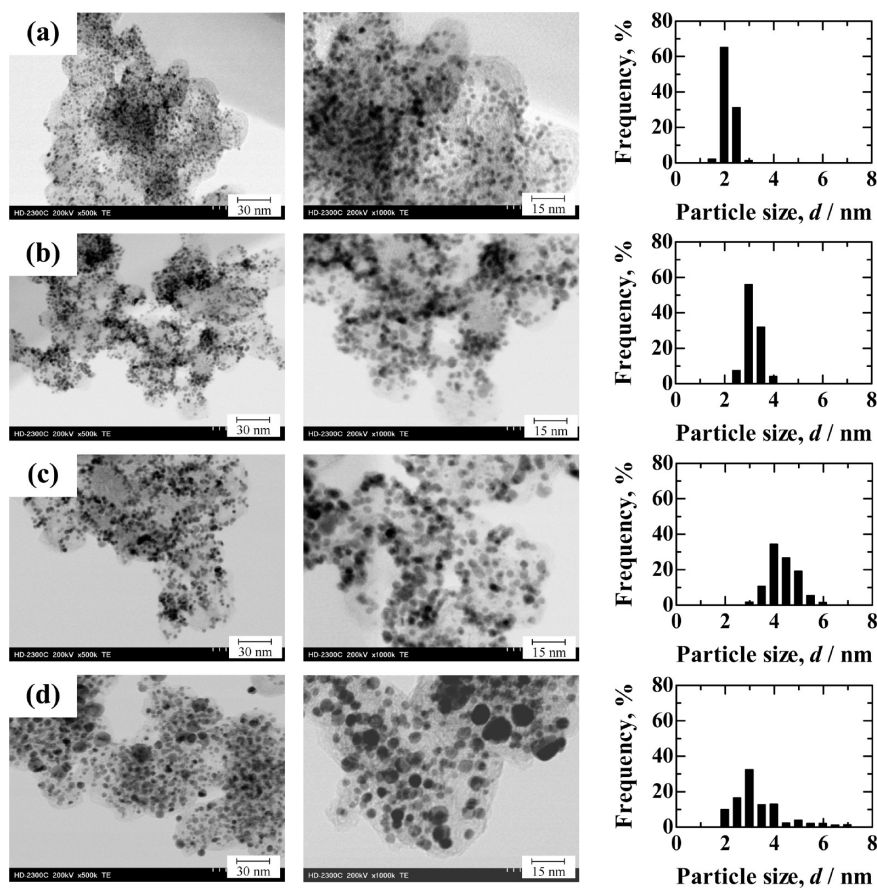 (a)
HD-2300C 200kV x500k TE
30 nm
HD-2300C 200kV x1000k TE
15 nm
Frequency, %
80
60
40
20
0
0 2 4 6 8
Particle size, d / nm
(b)
HD-2300C 200kV x500k TE
30 nm
HD-2300C 200kV x1000k TE
15 nm
Frequency, %
80
60
40
20
0
0 2 4 6 8
Particle size, d / nm
(c)
HD-2300C 200kV x500k TE
30 nm
HD-2300C 200kV x1000k TE
15 nm
Frequency, %
80
60
40
20
0
0 2 4 6 8
Particle size, d / nm
(d)
HD-2300C 200kV x500k TE
30 nm
HD-2300C 200kV x1000k TE
15 nm
Frequency, %
80
60
40
20
0
0 2 4 6 8
Particle size, d / nm